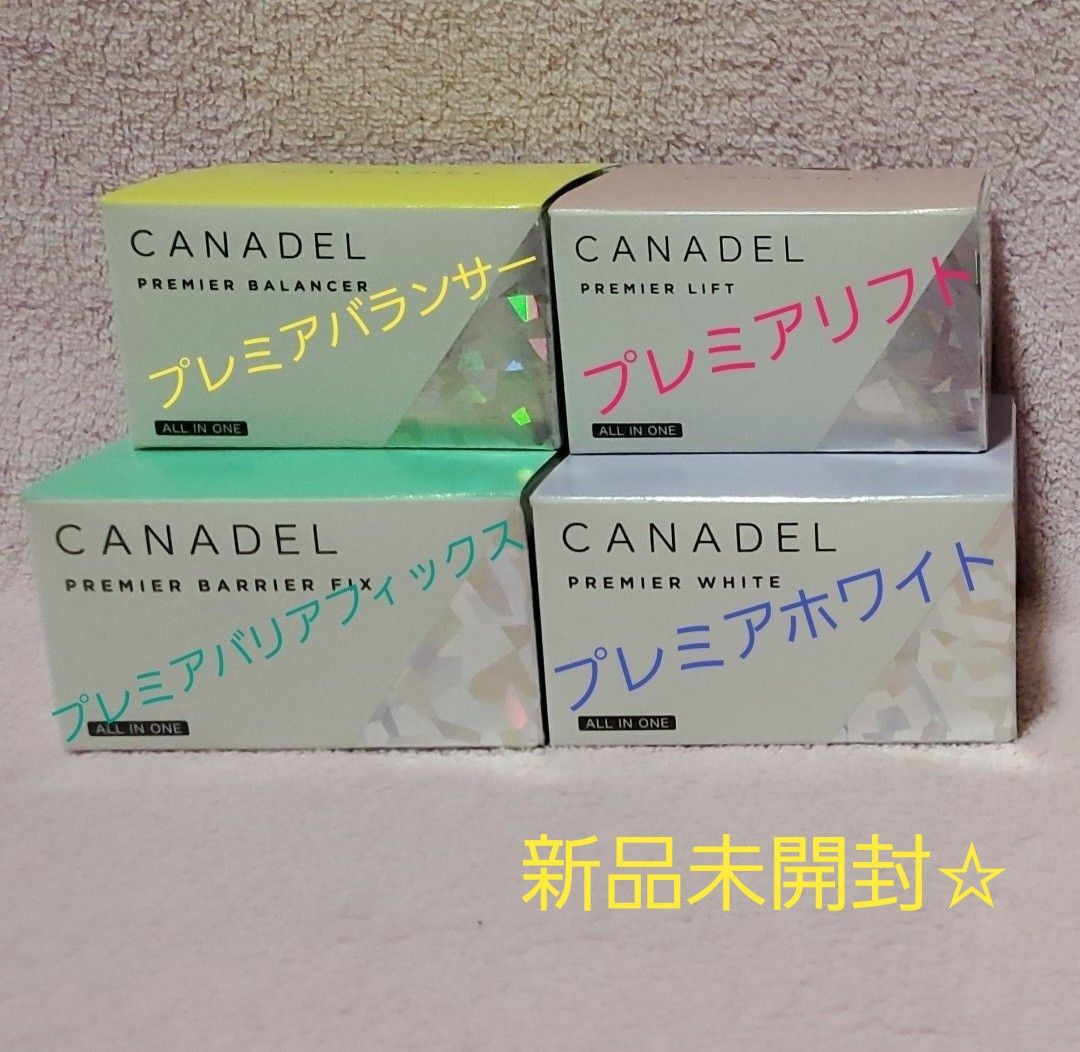 CANADEL
PREMIER BALANCER
プレミアバランサー
ALL IN ONE
CANADEL
PREMIER LIFT
プレミアリフト
ALL IN ONE
CANADEL
PREMIER BARRIER FIX
プレミアバリアフィックス
ALL IN ONE
CANADEL
PREMIER WHITE
プレミアホワイト
ALL IN ONE
新品未開封☆